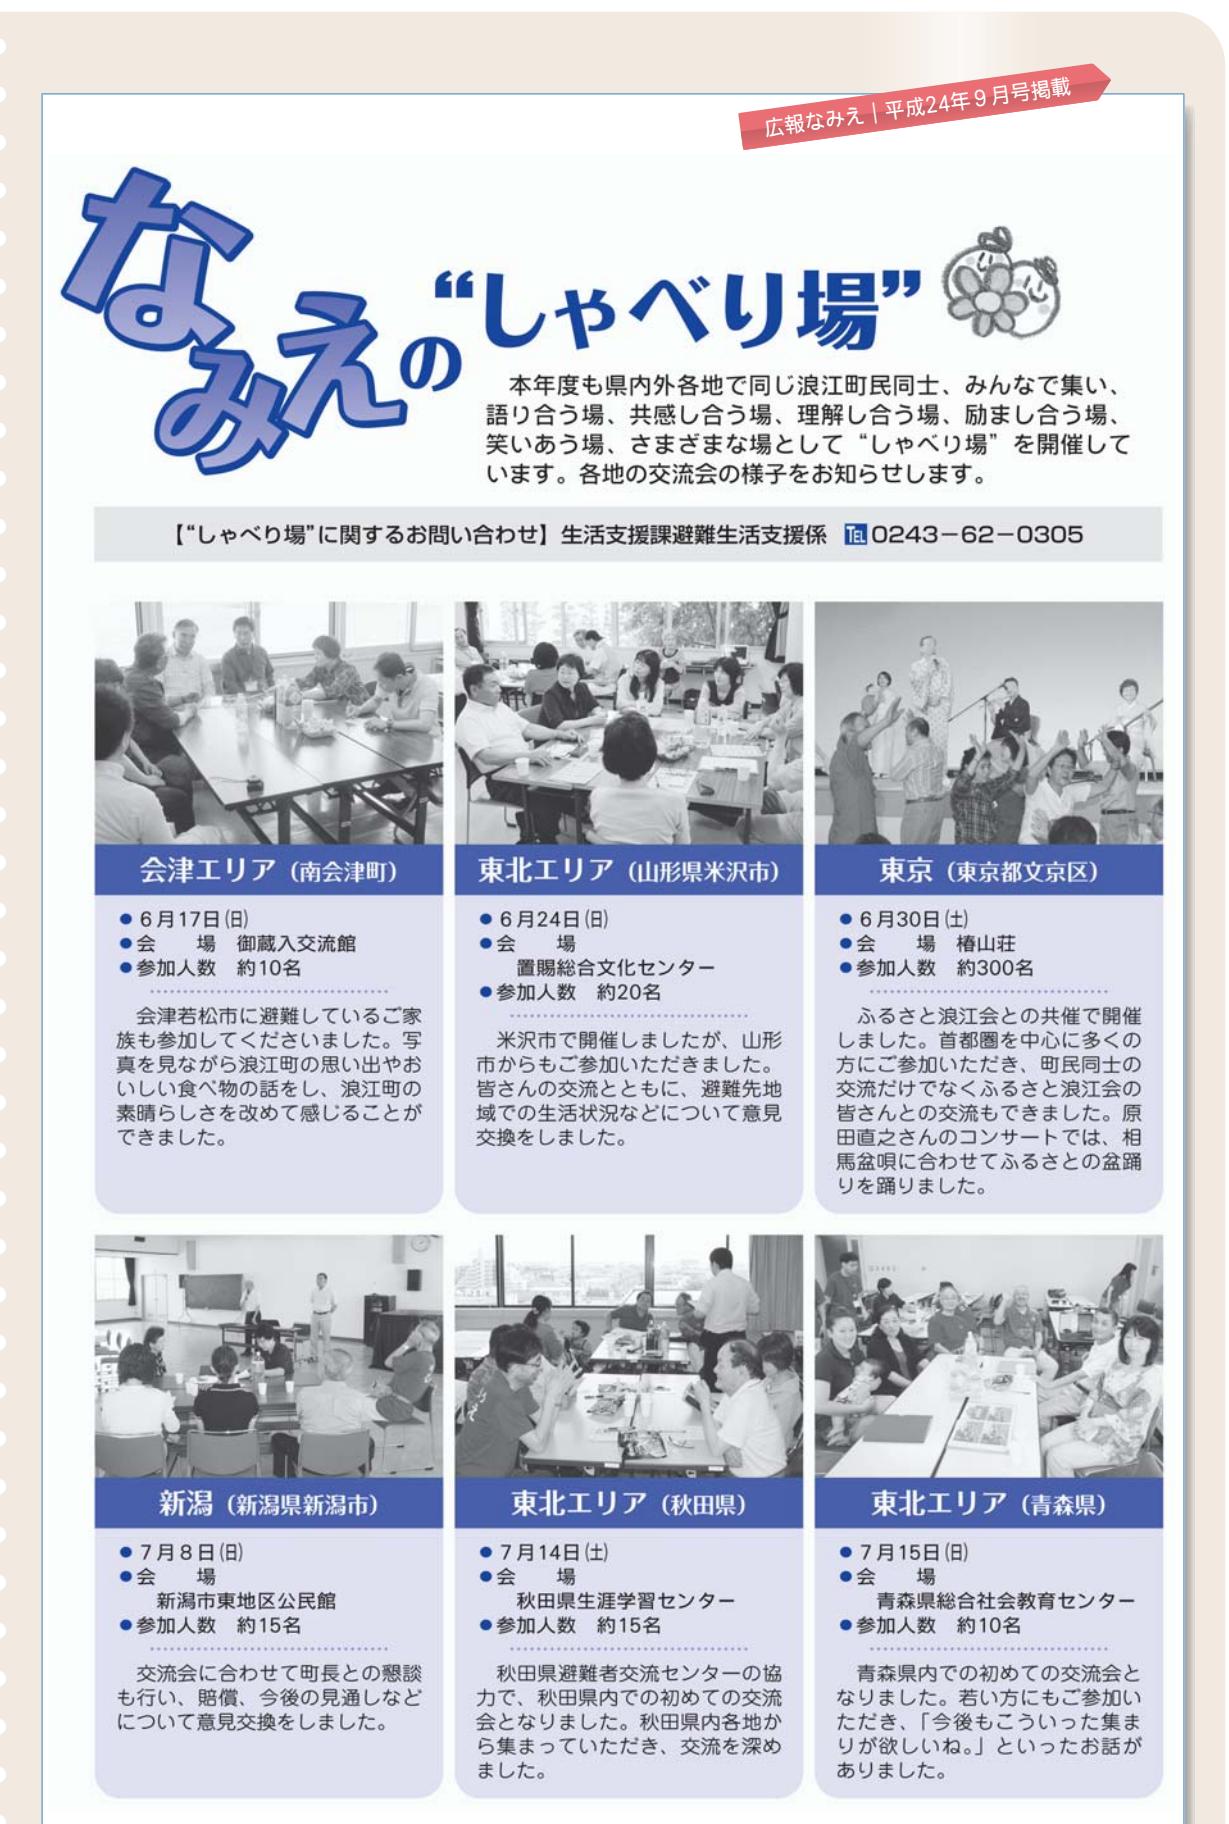 広報なみえ｜平成24年9月号掲載
なみえの“しゃべり場”
　本年度も県内外各地で同じ浪江町民同士、みんなで集い、
語り合う場、共感し合う場、理解し合う場、励まし合う場、
笑いあう場、さまざまな場として“しゃべり場”を開催して
います。各地の交流会の様子をお知らせします。
【“しゃべり場”に関するお問い合わせ】生活支援課避難生活支援係　℡0243－62－0305
会津エリア（南会津町）
●6月17日㈰
●会　　場　御蔵入交流館
●参加人数　約10名
　会津若松市に避難しているご家
族も参加してくださいました。写
真を見ながら浪江町の思い出やお
いしい食べ物の話をし、浪江町の
素晴らしさを改めて感じることが
できました。
東北エリア（山形県米沢市）
●6月24日㈰
●会　　場
置賜総合文化センター
●参加人数　約20名
　米沢市で開催しましたが、山形
市からもご参加いただきました。
皆さんの交流とともに、避難先地
域での生活状況などについて意見
交換をしました。
東京（東京都文京区）
●6月30日㈯
●会　　場　椿山荘
●参加人数　約300名
　ふるさと浪江会との共催で開催
しました。首都圏を中心に多くの
方にご参加いただき、町民同士の
交流だけでなくふるさと浪江会の
皆さんとの交流もできました。原
田直之さんのコンサートでは、相
馬盆唄に合わせてふるさとの盆踊
りを踊りました。
新潟（新潟県新潟市）
●7月8日㈰
●会　　場
新潟市東地区公民館
●参加人数　約15名
　交流会に合わせて町長との懇談
も行い、賠償、今後の見通しなど
について意見交換をしました。
東北エリア（秋田県）
●7月14日㈯
●会　　場
秋田県生涯学習センター
●参加人数　約15名
　秋田県避難者交流センターの協
力で、秋田県内での初めての交流
会となりました。秋田県内各地か
ら集まっていただき、交流を深め
ました。
東北エリア（青森県）
●7月15日㈰
●会　　場
青森県総合社会教育センター
●参加人数　約10名
　青森県内での初めての交流会と
なりました。若い方にもご参加い
ただき、「今後もこういった集ま
りが欲しいね。」といったお話が
ありました。